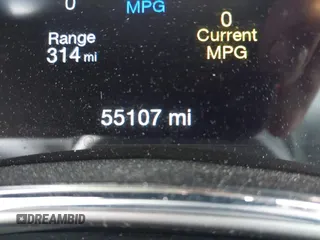 0
MPG
0
Range
314 mi
Current
MPG
55107 mi
DREAMBID